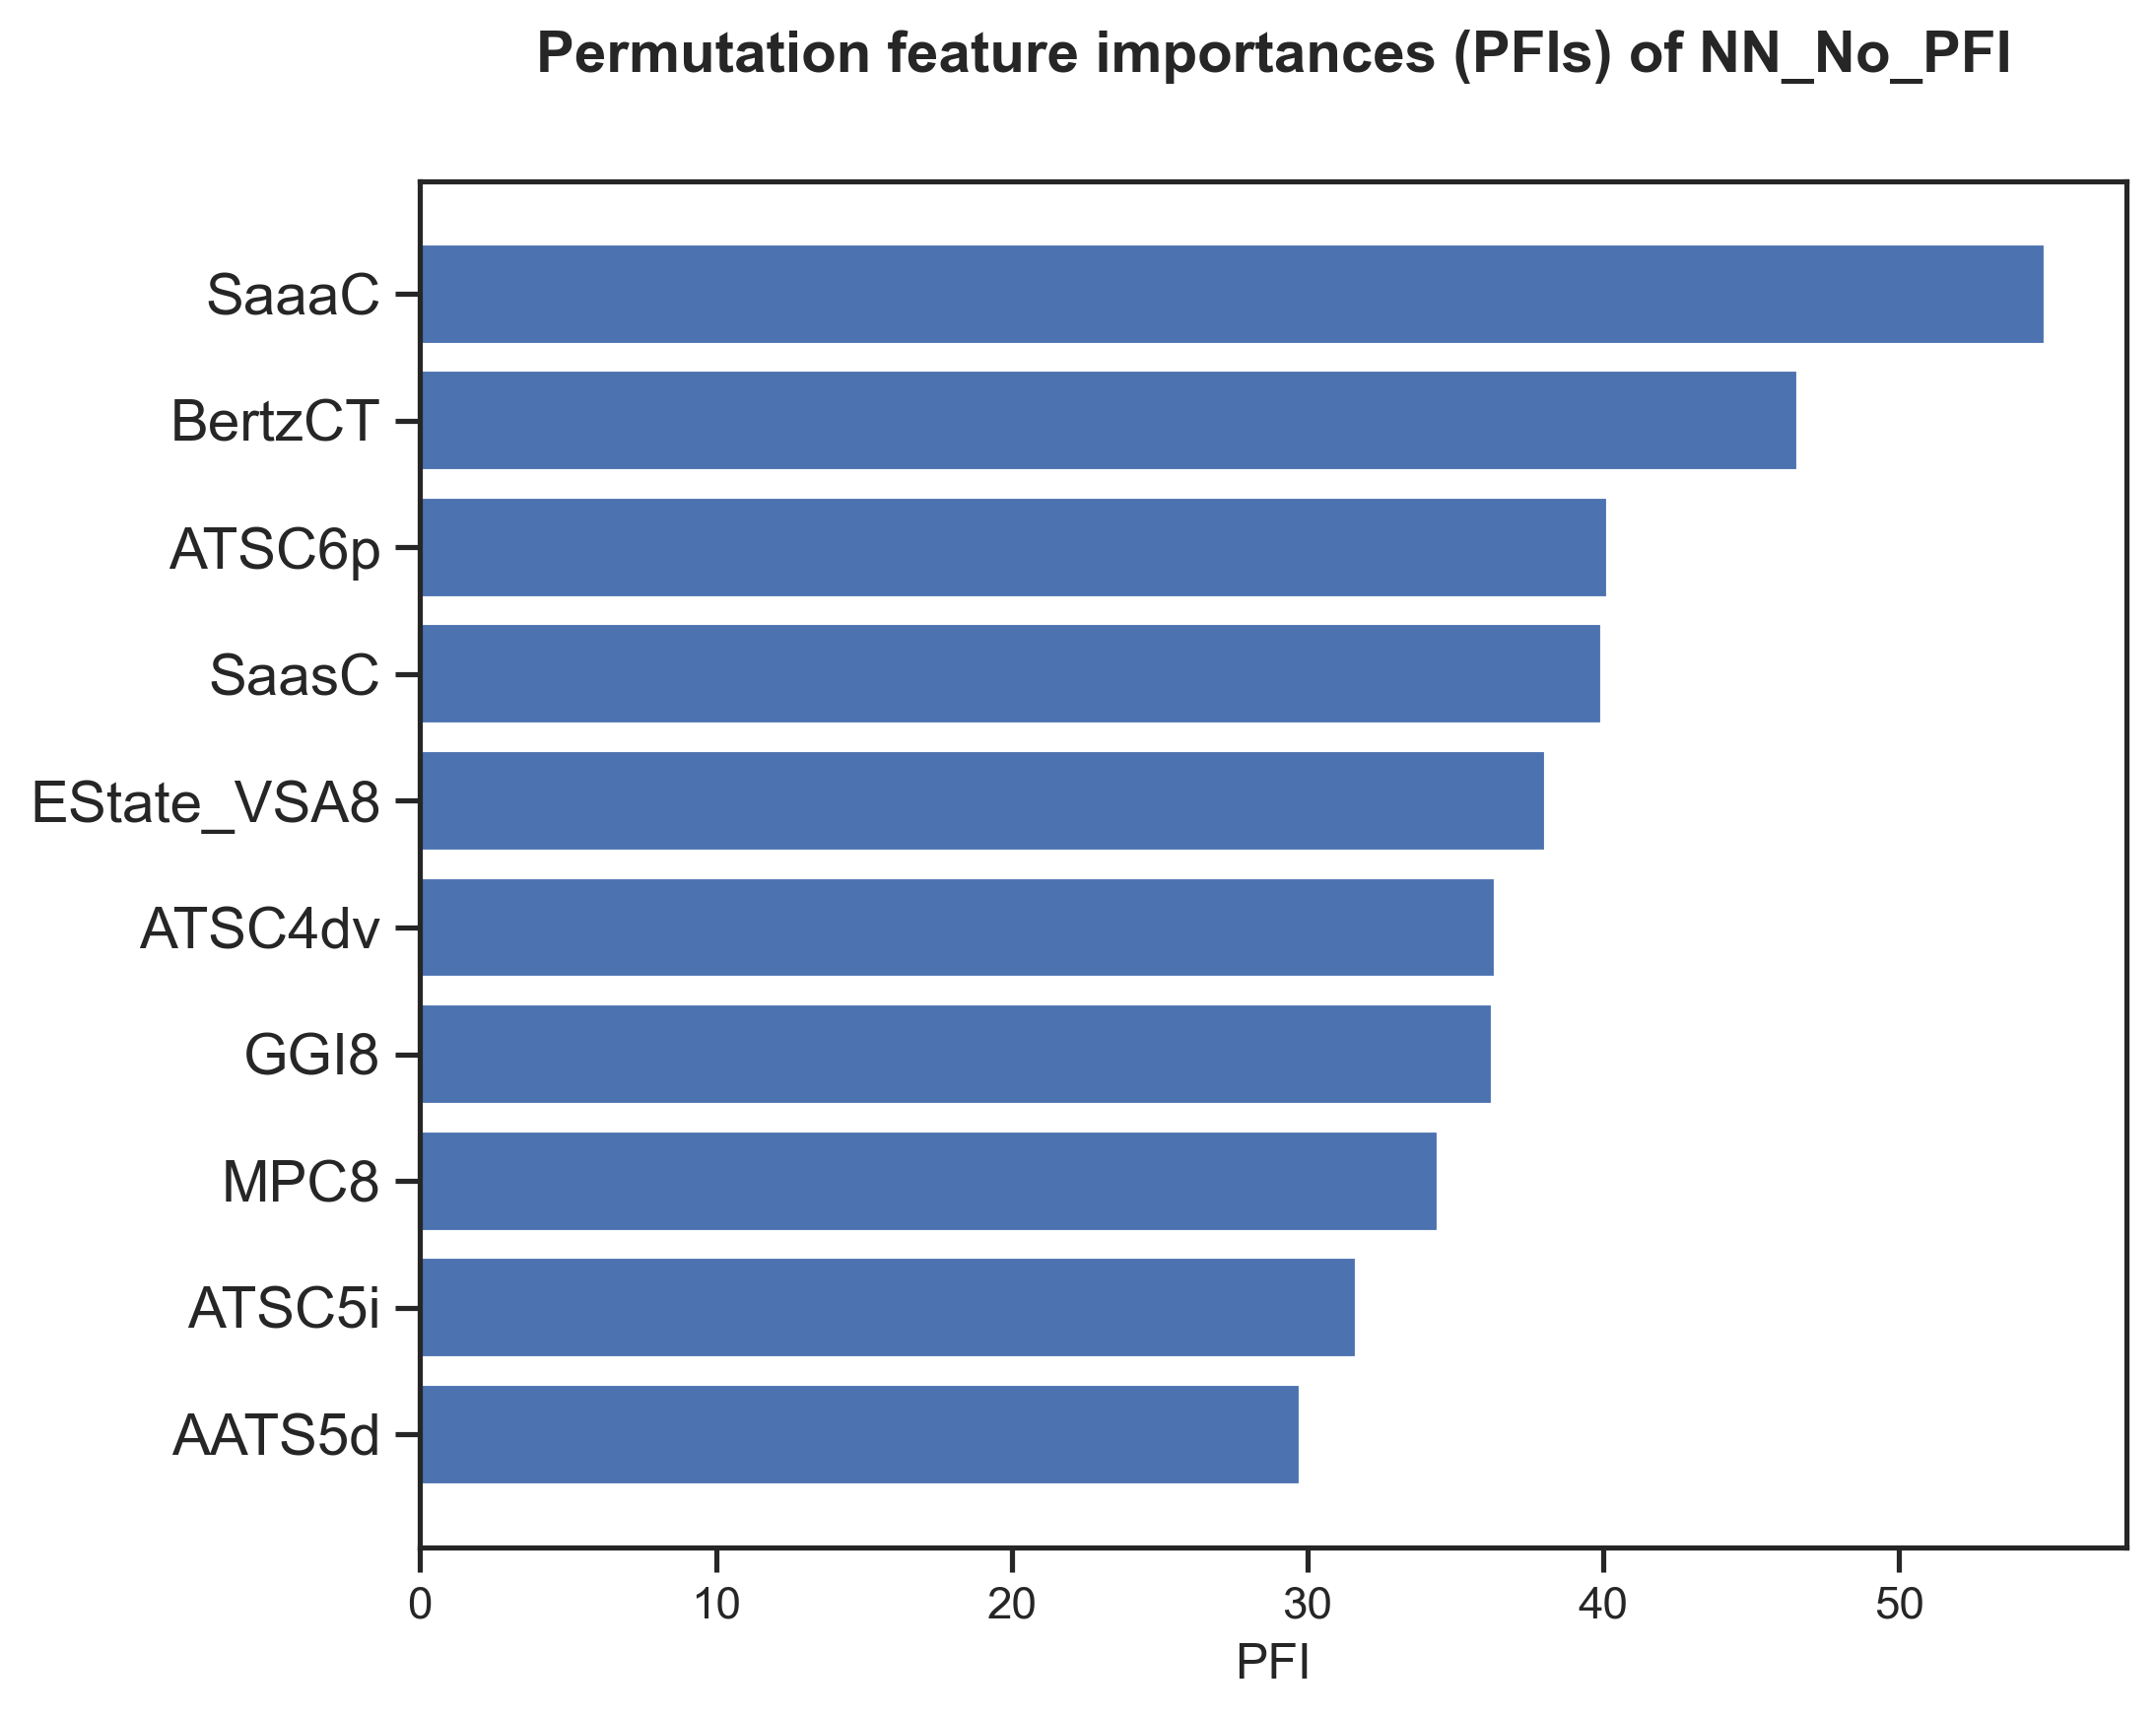 Permutation feature importances (PFIs) of NN_No_PFI
SaaaC
BertzCT
ATSC6p
SaasC
EState_VSA8
ATSC4dv
GGI8
MPC8
ATSC5i
AATS5d
0 10 20 30 40 50
PFI